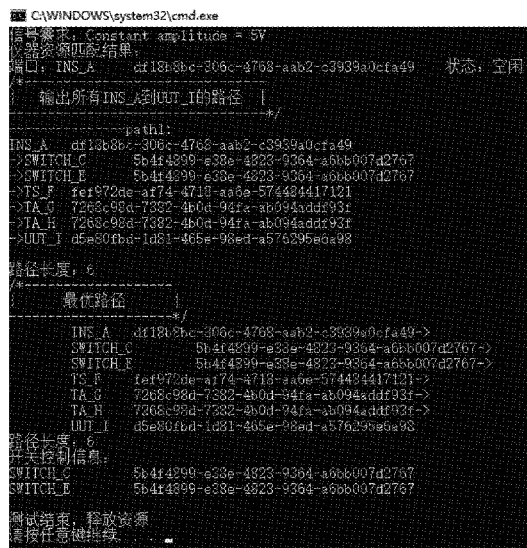 C:\WINDOWS\system32\cmd.exe
信号需求: Constant amplitude = 5V
仪器资源匹配结果:
端口: INS_A df18b8bc-306c-4768-aab2-c3939a0cfa49 状态: 空闲
/*--------------------
| 输出所有INS_A到UUT_I的路径 |
--------------------*/
--------------path1:
INS_A df18b8bc-306c-4768-aab2-c3939a0cfa49
->SWITCH_C 5b4f4899-e38e-4823-9364-a6bb007d2767
->SWITCH_E 5b4f4899-e38e-4823-9364-a6bb007d2767
->TS_F fef972de-af74-4718-aa6e-574484417121
->TA_G 7268c98d-7382-4b0d-94fa-ab094addf93f
->TA_H 7268c98d-7382-4b0d-94fa-ab094addf93f
->UUT_I d5e80fbd-1d81-465e-98ed-a576295e6a98
路径长度: 6
/*--------------------
| 最优路径 |
--------------------*/
INS_A df18b8bc-306c-4768-aab2-c3939a0cfa49->
SWITCH_C 5b4f4899-e38e-4823-9364-a6bb007d2767->
SWITCH_E 5b4f4899-e38e-4823-9364-a6bb007d2767->
TS_F fef972de-af74-4718-aa6e-574484417121->
TA_G 7268c98d-7382-4b0d-94fa-ab094addf93f->
TA_H 7268c98d-7382-4b0d-94fa-ab094addf93f->
UUT_I d5e80fbd-1d81-465e-98ed-a576295e6a98
路径长度: 6
开关控制信息:
SWITCH_C 5b4f4899-e38e-4823-9364-a6bb007d2767
SWITCH_E 5b4f4899-e38e-4823-9364-a6bb007d2767
测试结束, 释放资源
请按任意键继续. . .